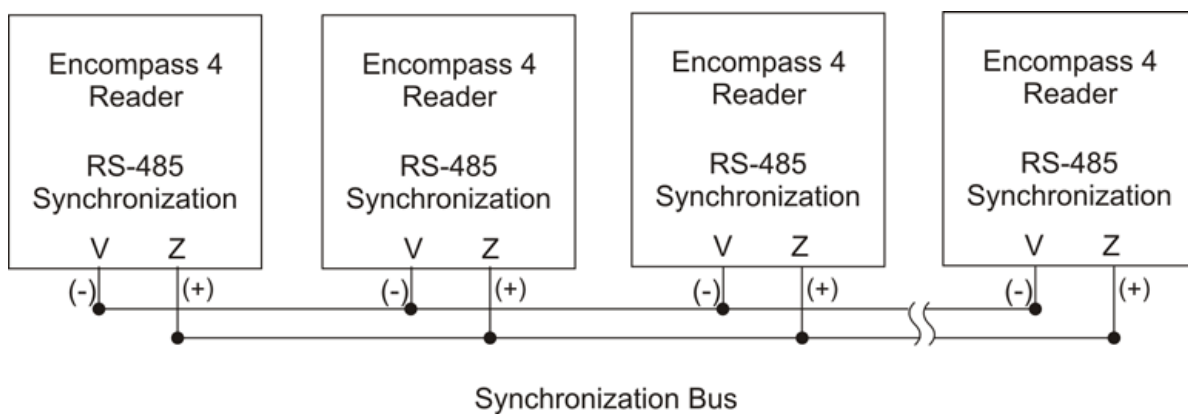 Encompass 4
Reader
RS-485
Synchronization
V Z
(-) (+)
Encompass 4
Reader
RS-485
Synchronization
V Z
(-) (+)
Encompass 4
Reader
RS-485
Synchronization
V Z
(-) (+)
Encompass 4
Reader
RS-485
Synchronization
V Z
(-) (+)
Synchronization Bus